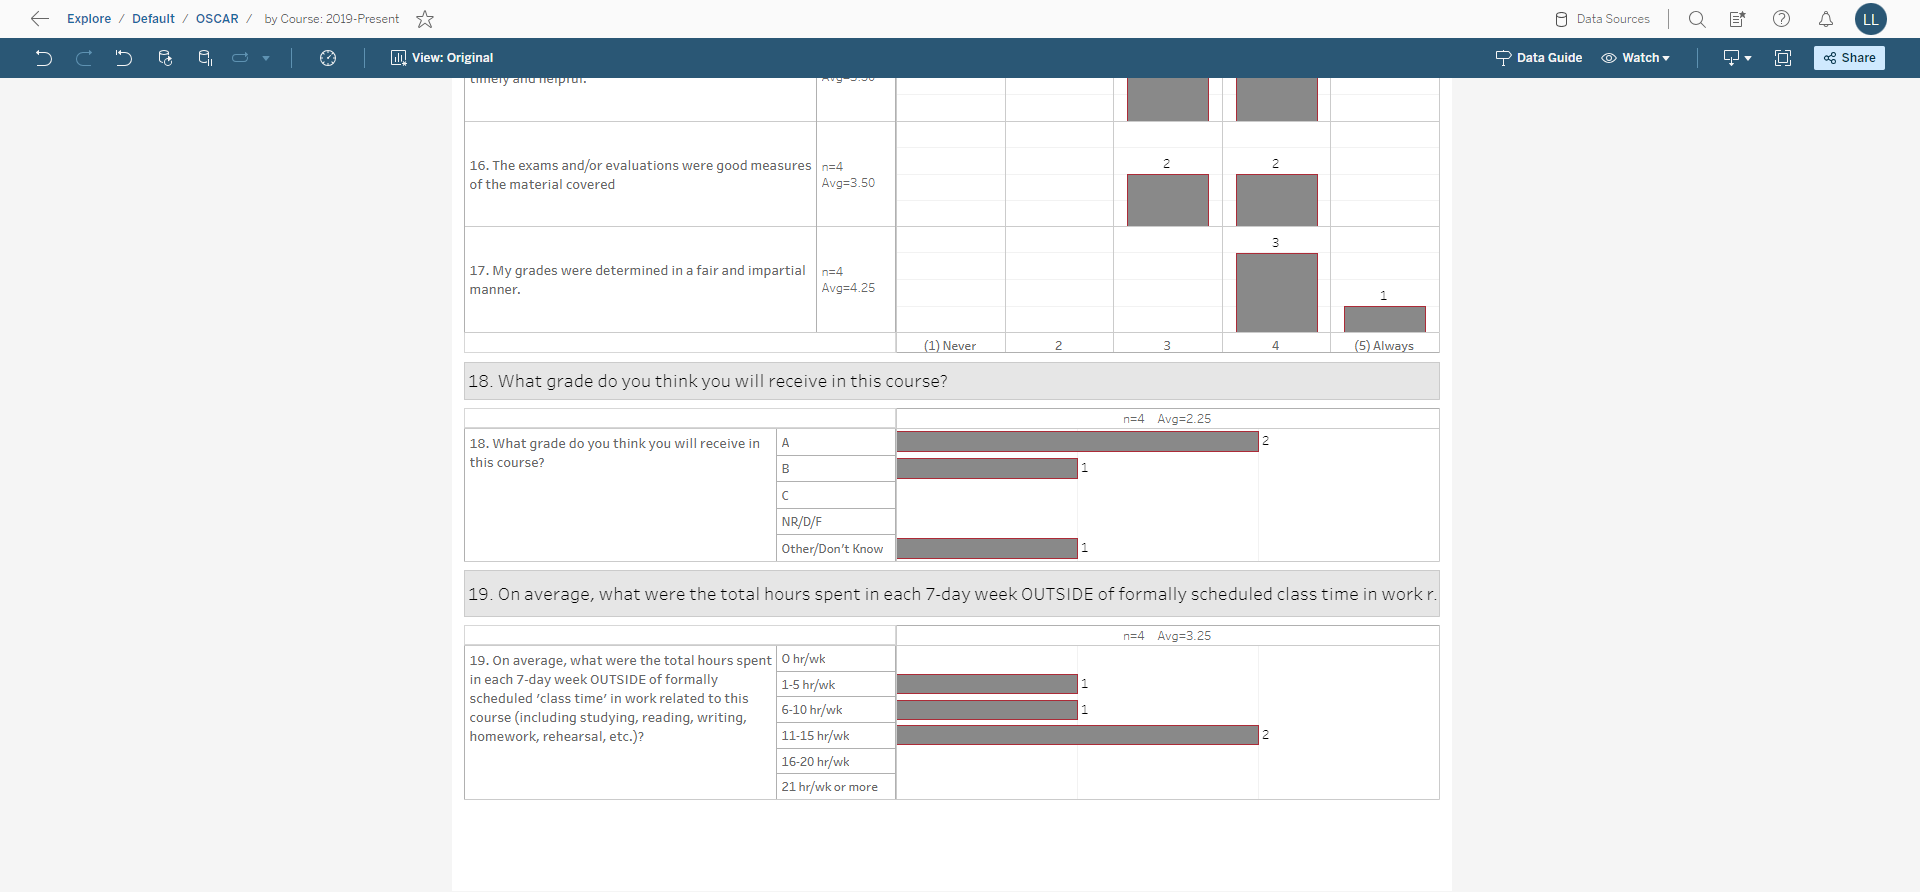 Explore / Default / OSCAR / by Course: 2019-Present
Data Sources
LL
View: Original
Data Guide
Watch
Share
timely and helpful.
Avg=3.50
16. The exams and/or evaluations were good measures
of the material covered
n=4
Avg=3.50
2
2
17. My grades were determined in a fair and impartial
manner.
n=4
Avg=4.25
3
1
(1) Never
2
3
4
(5) Always
18. What grade do you think you will receive in this course?
n=4 Avg=2.25
18. What grade do you think you will receive in
this course?
A
2
B
1
C
NR/D/F
Other/Don't Know
1
19. On average, what were the total hours spent in each 7-day week OUTSIDE of formally scheduled class time in work r.
n=4 Avg=3.25
19. On average, what were the total hours spent
in each 7-day week OUTSIDE of formally
scheduled ‘class time’ in work related to this
course (including studying, reading, writing,
homework, rehearsal, etc.)?
0 hr/wk
1-5 hr/wk
1
6-10 hr/wk
1
11-15 hr/wk
2
16-20 hr/wk
21 hr/wk or more